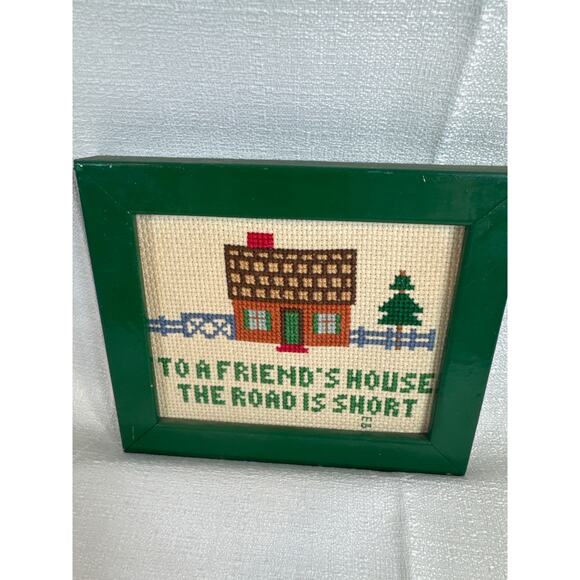 TO A FRIEND'S HOUSE
THE ROAD IS SHORT